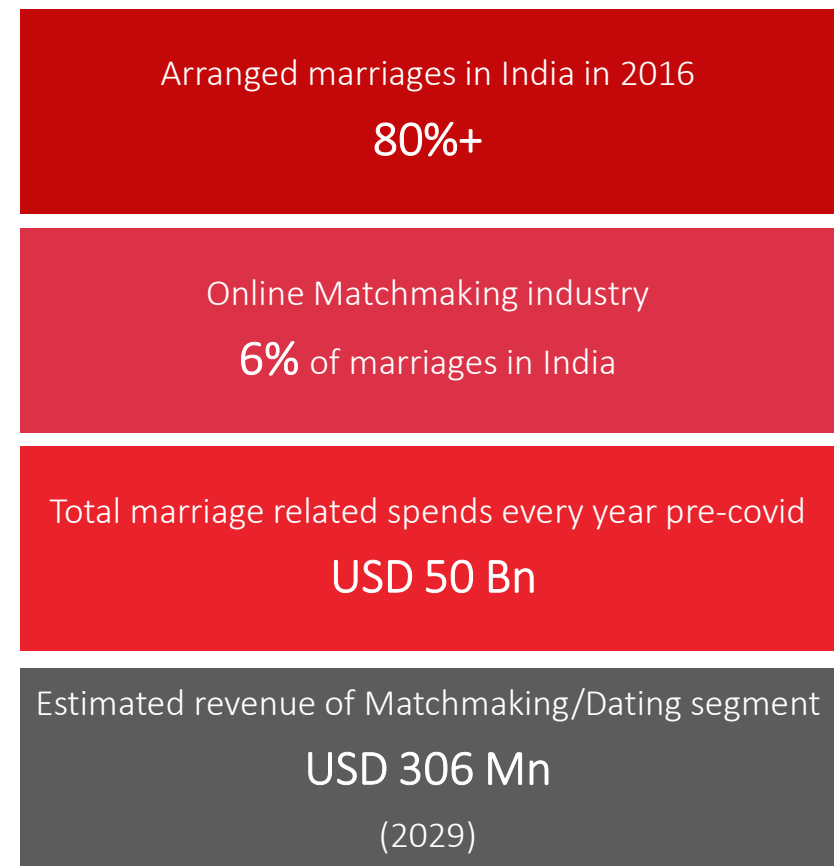 Arranged marriages in India in 2016
80%+
Online Matchmaking industry
6% of marriages in India
Total marriage related spends every year pre-covid
USD 50 Bn
Estimated revenue of Matchmaking/Dating segment
USD 306 Mn
(2029)